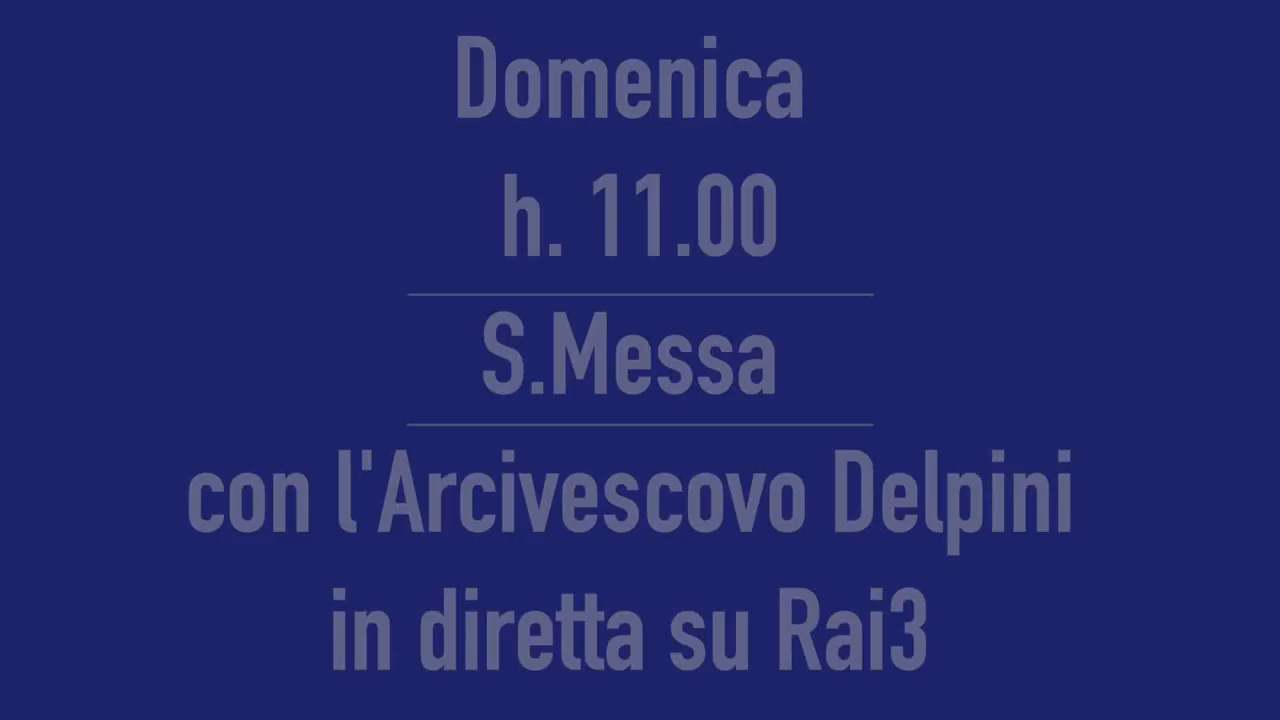 Domenica
h. 11.00
S.Messa
con l'Arcivescovo Delpini
in diretta su Rai3